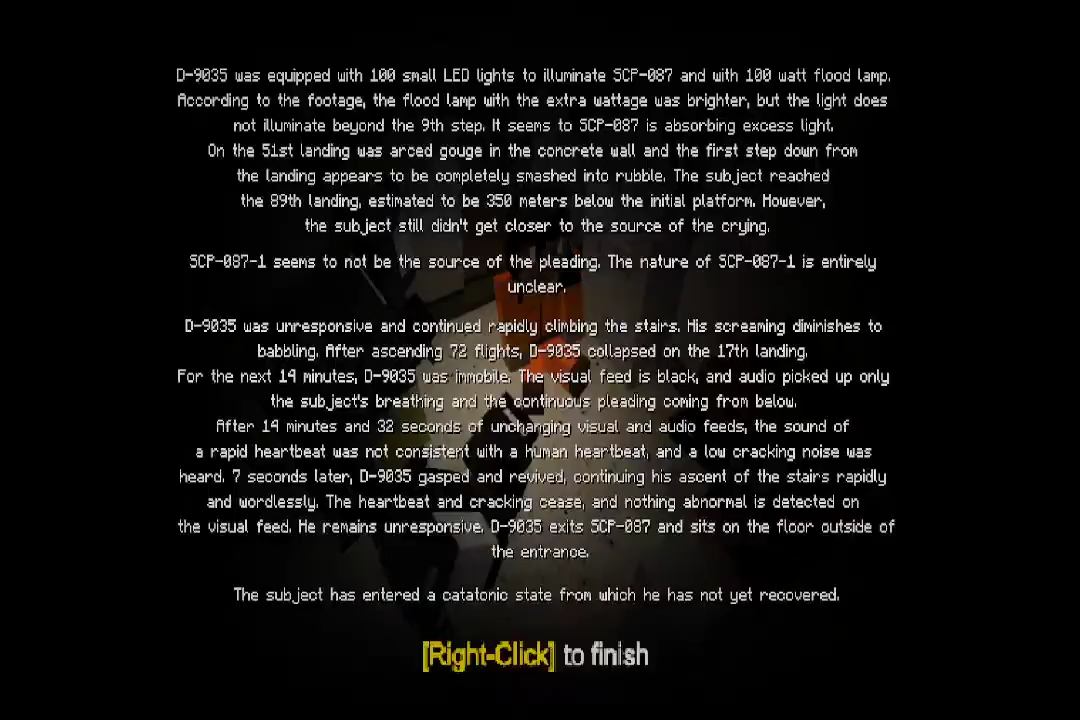 D-9035 was equipped with 100 small LED lights to illuminate SCP-087 and with 100 watt flood lamp.
According to the footage, the flood lamp with the extra wattage was brighter, but the light does
not illuminate beyond the 9th step. It seems to SCP-087 is absorbing excess light.
On the 51st landing was arced gouge in the concrete wall and the first step down from
the landing appears to be completely smashed into rubble. The subject reached
the 89th landing, estimated to be 350 meters below the initial platform. However,
the subject still didn't get closer to the source of the crying.
SCP-087-1 seems to not be the source of the pleading. The nature of SCP-087-1 is entirely
unclear.
D-9035 was unresponsive and continued rapidly climbing the stairs. His screaming diminishes to
babbling. After ascending 72 flights, D-9035 collapsed on the 17th landing.
For the next 14 minutes, D-9035 was immobile. The visual feed is black, and audio picked up only
the subject's breathing and the continuous pleading coming from below.
After 14 minutes and 32 seconds of unchanging visual and audio feeds, the sound of
a rapid heartbeat was not consistent with a human heartbeat, and a low cracking noise was
heard. 7 seconds later, D-9035 gasped and revived, continuing his ascent of the stairs rapidly
and wordlessly. The heartbeat and cracking cease, and nothing abnormal is detected on
the visual feed. He remains unresponsive. D-9035 exits SCP-087 and sits on the floor outside of
the entrance.
The subject has entered a catatonic state from which he has not yet recovered.
[Right-Click] to finish